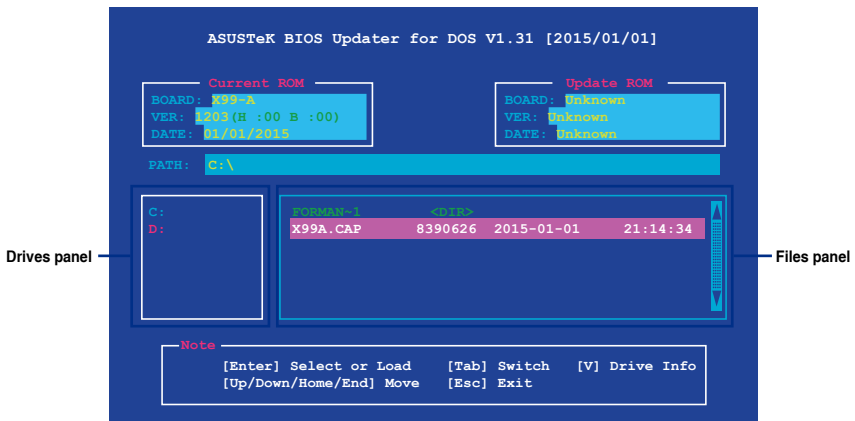 ASUSTeK BIOS Updater for DOS V1.31 [2015/01/01]
Current ROM
BOARD: X99-A
VER: 1203(H :00 B :00)
DATE: 01/01/2015
Update ROM
BOARD: Unknown
VER: Unknown
DATE: Unknown
PATH: C:\
Drives panel
C:
D:
FORMAN~1 <DIR>
X99A.CAP 8390626 2015-01-01 21:14:34
Files panel
Note
[Enter] Select or Load [Tab] Switch [V] Drive Info
[Up/Down/Home/End] Move [Esc] Exit